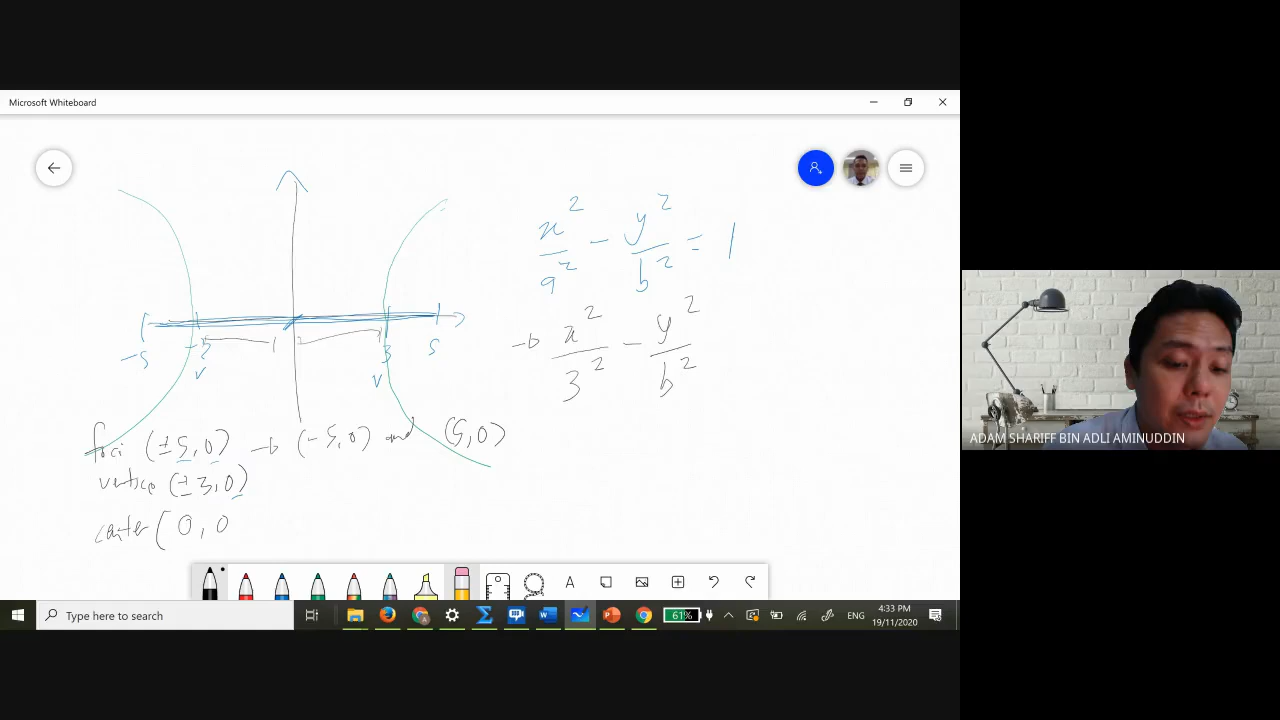 Microsoft Whiteboard
x²/a² - y²/b² = 1
→ x²/3² - y²/b²
-5 -3 3 5
V V
foci (±5,0) → (-5,0) and (5,0)
vertice (±3,0)
center (0,0
ADAM SHARIFF BIN ADLI AMINUDDIN
Type here to search
61%
ENG
4:33 PM
19/11/2020